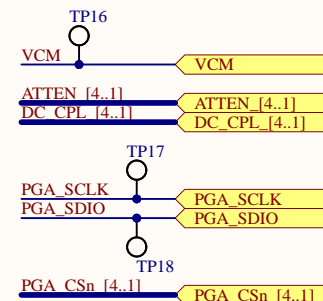 TP16
VCM VCM
ATTEN_[4..1] ATTEN_[4..1]
DC_CPL_[4..1] DC_CPL_[4..1]
TP17
PGA_SCLK PGA_SCLK
PGA_SDIO PGA_SDIO
TP18
PGA_CSn_[4..1] PGA_CSn_[4..1]